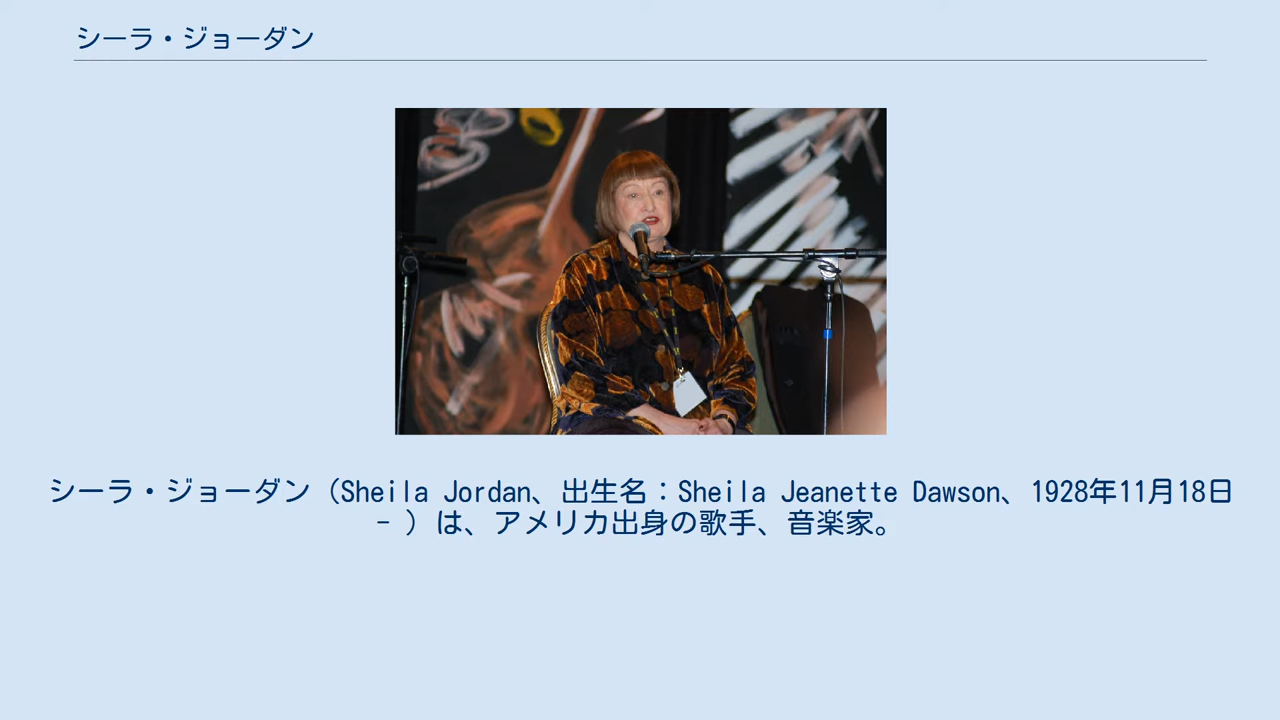 シーラ・ジョーダン
シーラ・ジョーダン（Sheila Jordan、出生名：Sheila Jeanette Dawson、1928年11月18日
- ）は、アメリカ出身の歌手、音楽家。